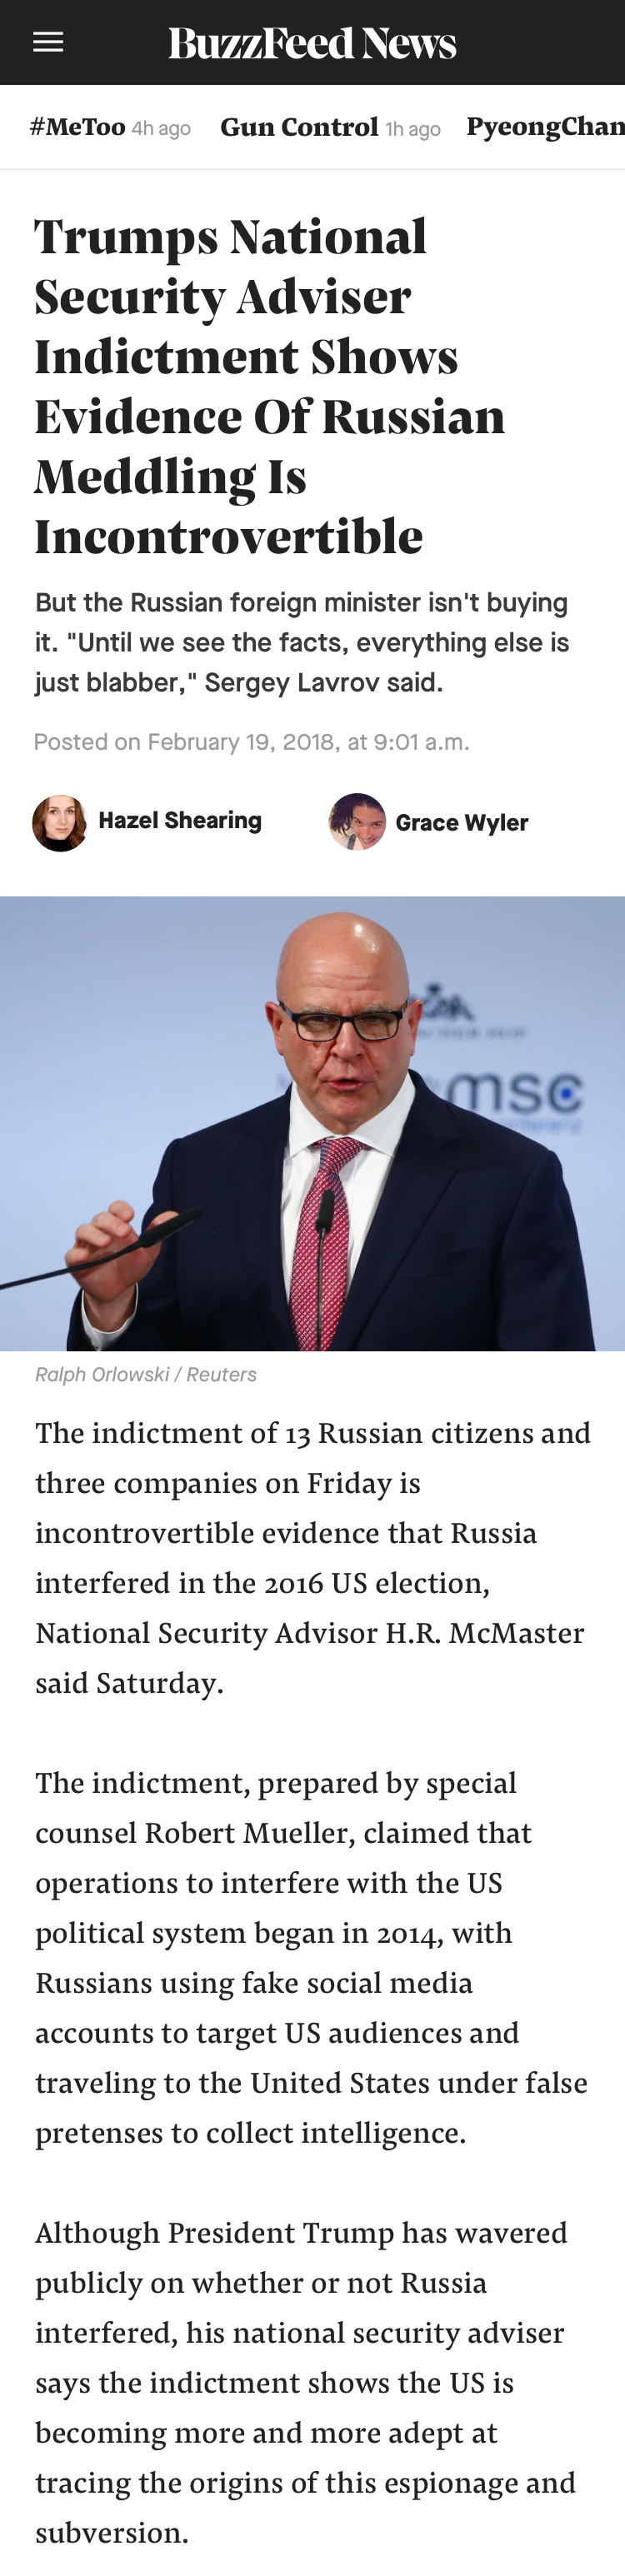 BuzzFeed News
#MeToo 4h ago Gun Control 1h ago PyeongChan
Trumps National
Security Adviser
Indictment Shows
Evidence Of Russian
Meddling Is
Incontrovertible
But the Russian foreign minister isn't buying
it. "Until we see the facts, everything else is
just blabber," Sergey Lavrov said.
Posted on February 19, 2018, at 9:01 a.m.
Hazel Shearing Grace Wyler
msc
Ralph Orlowski / Reuters
The indictment of 13 Russian citizens and
three companies on Friday is
incontrovertible evidence that Russia
interfered in the 2016 US election,
National Security Advisor H.R. McMaster
said Saturday.
The indictment, prepared by special
counsel Robert Mueller, claimed that
operations to interfere with the US
political system began in 2014, with
Russians using fake social media
accounts to target US audiences and
traveling to the United States under false
pretenses to collect intelligence.
Although President Trump has wavered
publicly on whether or not Russia
interfered, his national security adviser
says the indictment shows the US is
becoming more and more adept at
tracing the origins of this espionage and
subversion.